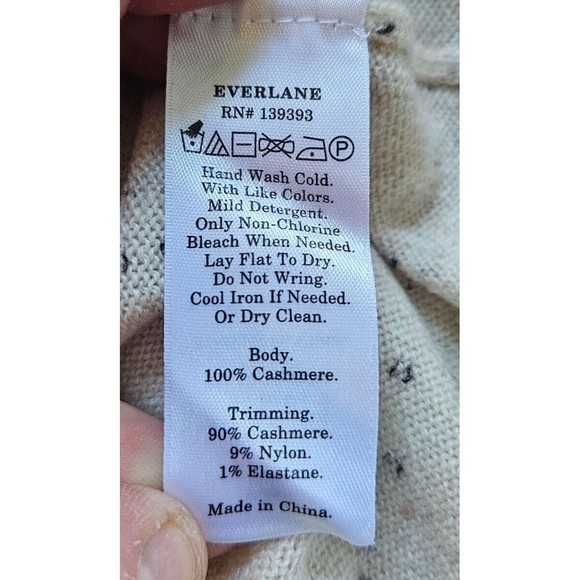 EVERLANE
RN# 139393
P
Hand Wash Cold.
With Like Colors.
Mild Detergent.
Only Non-Chlorine
Bleach When Needed.
Lay Flat To Dry.
Do Not Wring.
Cool Iron If Needed.
Or Dry Clean.
Body.
100% Cashmere.
Trimming.
90% Cashmere.
9% Nylon.
1% Elastane.
Made in China.